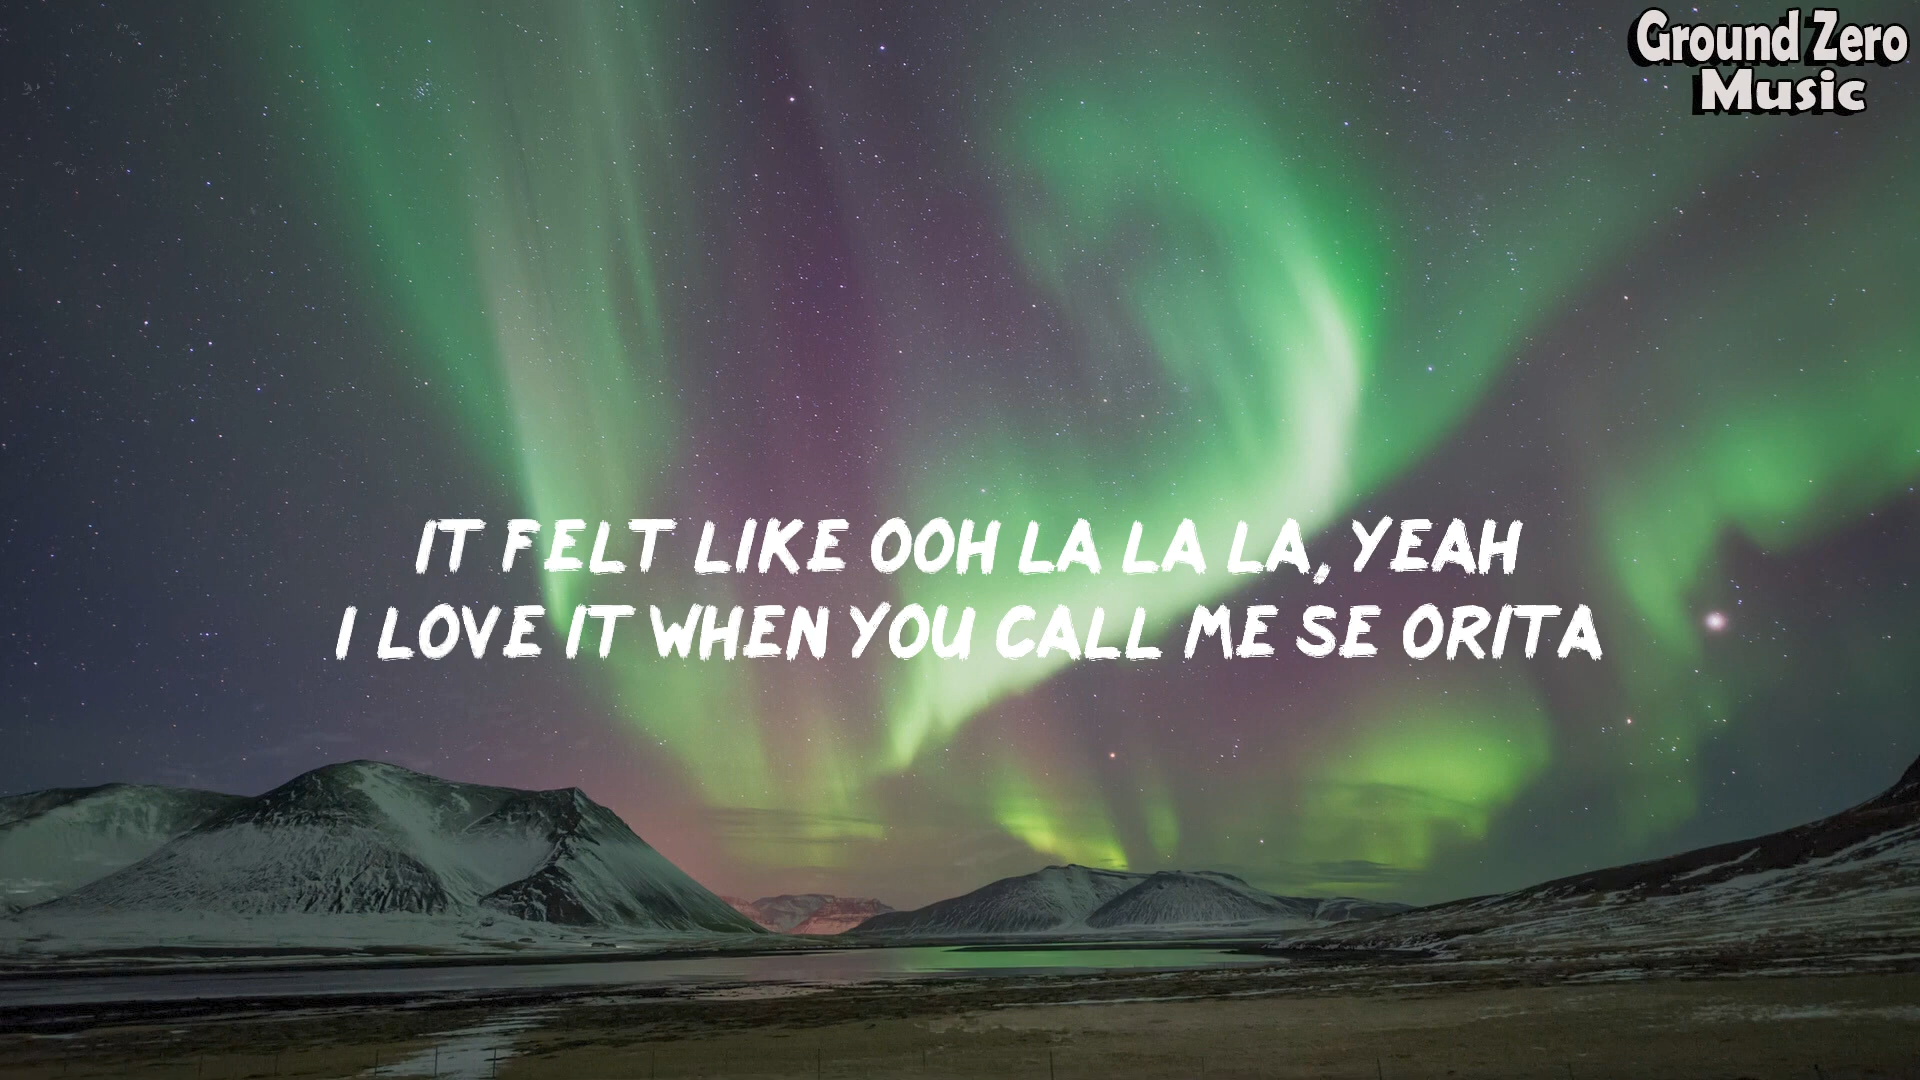 Ground Zero
Music
IT FELT LIKE OOH LA LA LA, YEAH
I LOVE IT WHEN YOU CALL ME SE ORITA